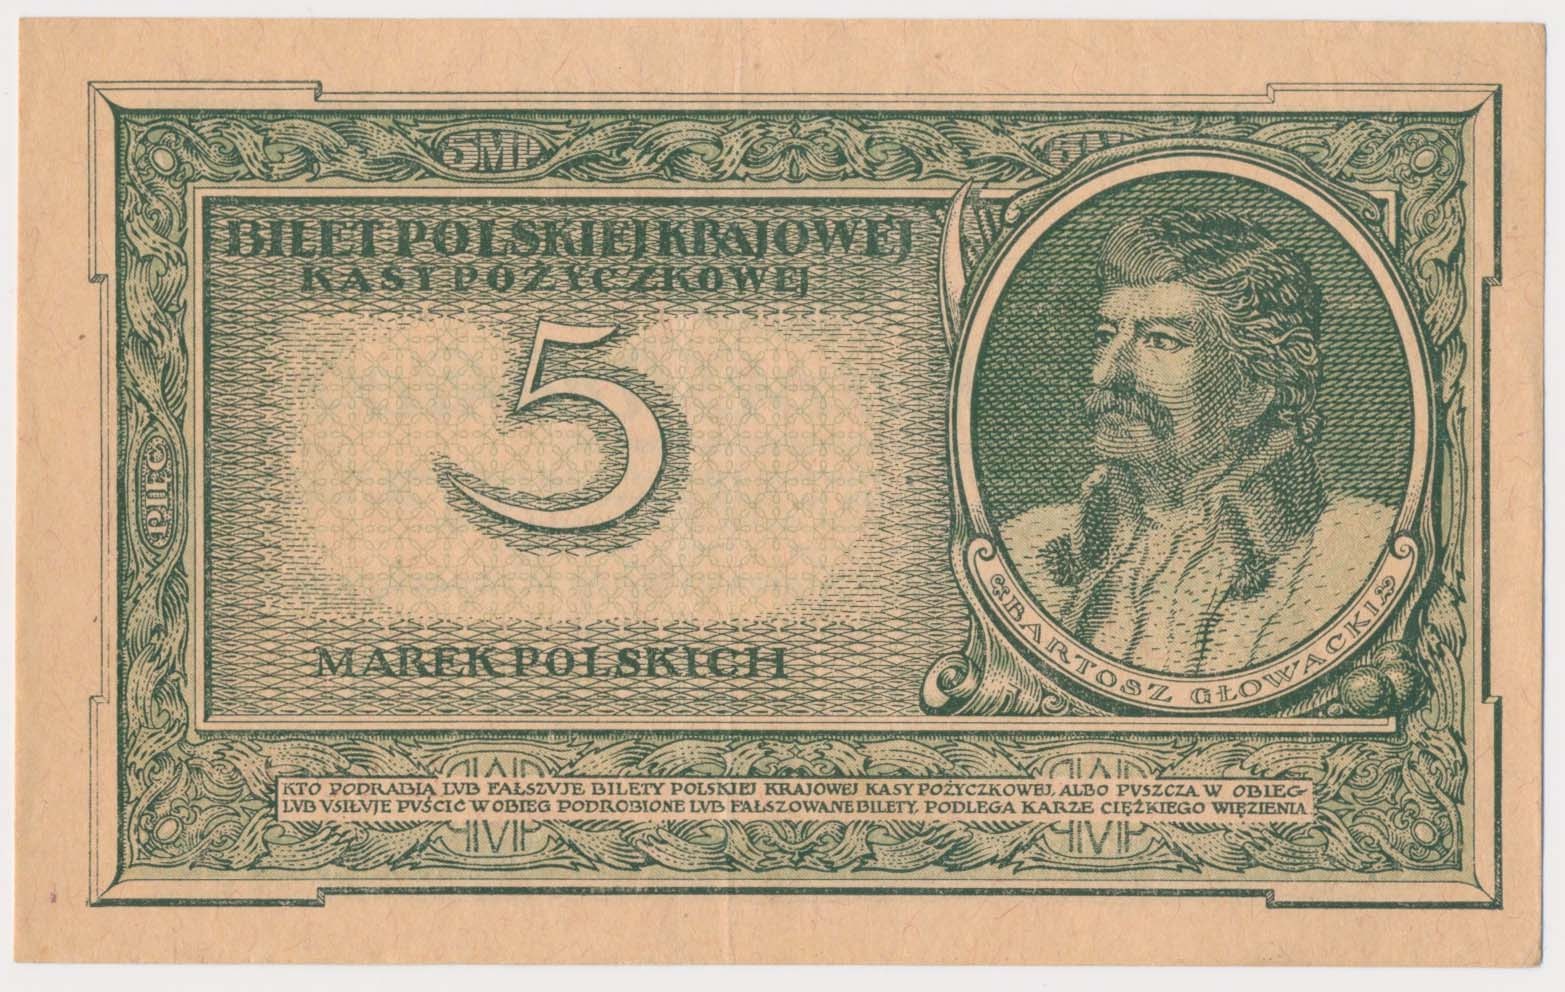 5MP
BILET POLSKIEJ KRAJOWEJ
KASY POŻYCZKOWEJ
5
PIĘĆ
MAREK POLSKICH
BARTOSZ GŁOWACKI
KTO PODRABIA LVB FAŁSZVJE BILETY POLSKIEJ KRAJOWEJ KASY POŻYCZKOWEJ, ALBO PVSZCZA W OBIEG
LVB VSIŁVJE PVŚCIĆ W OBIEG PODROBIONE LVB FAŁSZOWANE BILETY, PODLEGA KARZE CIĘŻKIEGO WIĘZIENIA